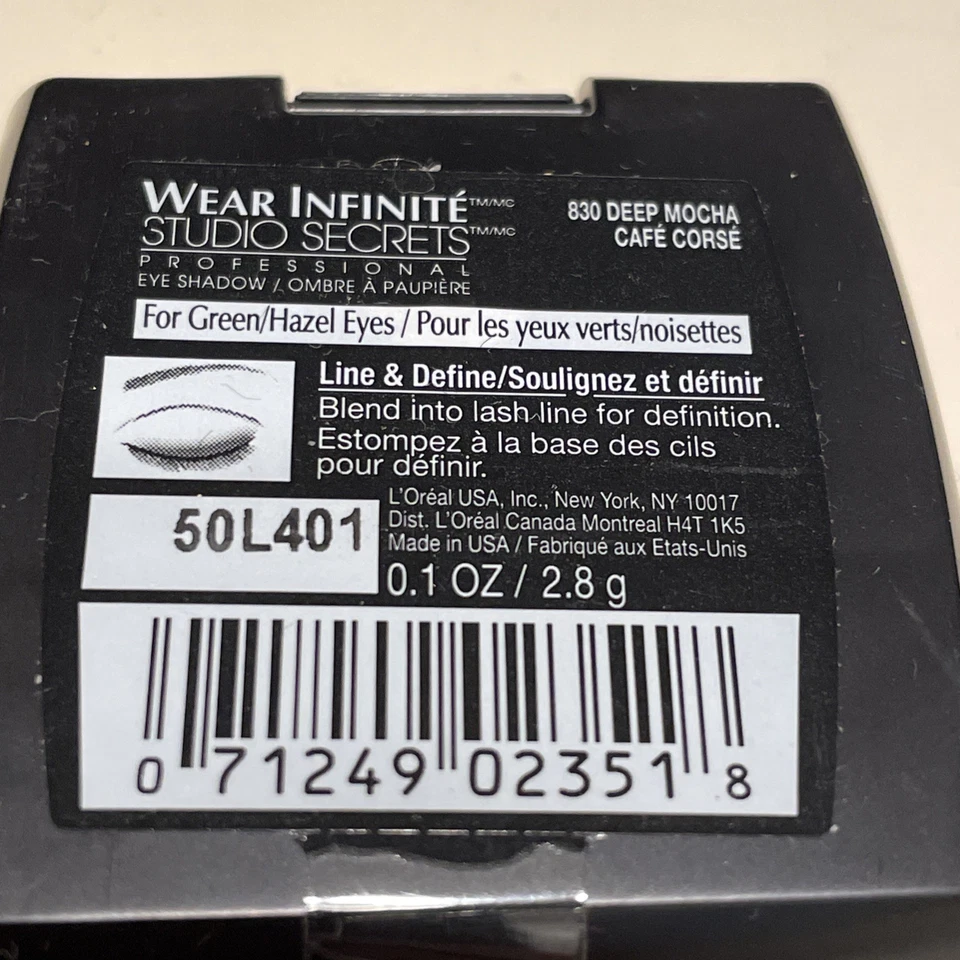 WEAR INFINITÉ™/MC
STUDIO SECRETS™/MC
PROFESSIONAL
EYE SHADOW / OMBRE À PAUPIÈRE
830 DEEP MOCHA
CAFÉ CORSÉ
For Green/Hazel Eyes / Pour les yeux verts/noisettes
Line & Define/Soulignez et définir
Blend into lash line for definition.
Estompez à la base des cils
pour définir.
50L401
L'Oréal USA, Inc., New York, NY 10017
Dist. L'Oréal Canada Montreal H4T 1K5
Made in USA / Fabriqué aux Etats-Unis
0.1 OZ / 2.8 g
0 71249 02351 8